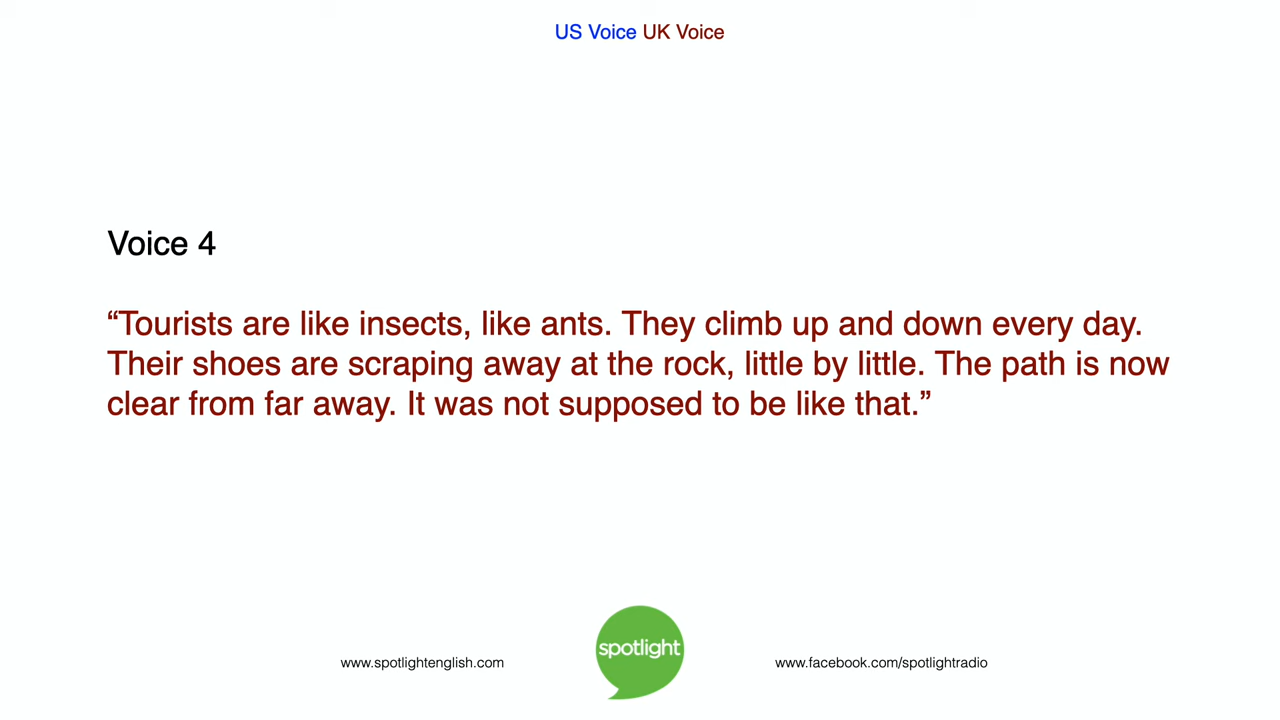 US Voice UK Voice
Voice 4
“Tourists are like insects, like ants. They climb up and down every day.
Their shoes are scraping away at the rock, little by little. The path is now
clear from far away. It was not supposed to be like that.”
spotlight
www.spotlightenglish.com
www.facebook.com/spotlightradio